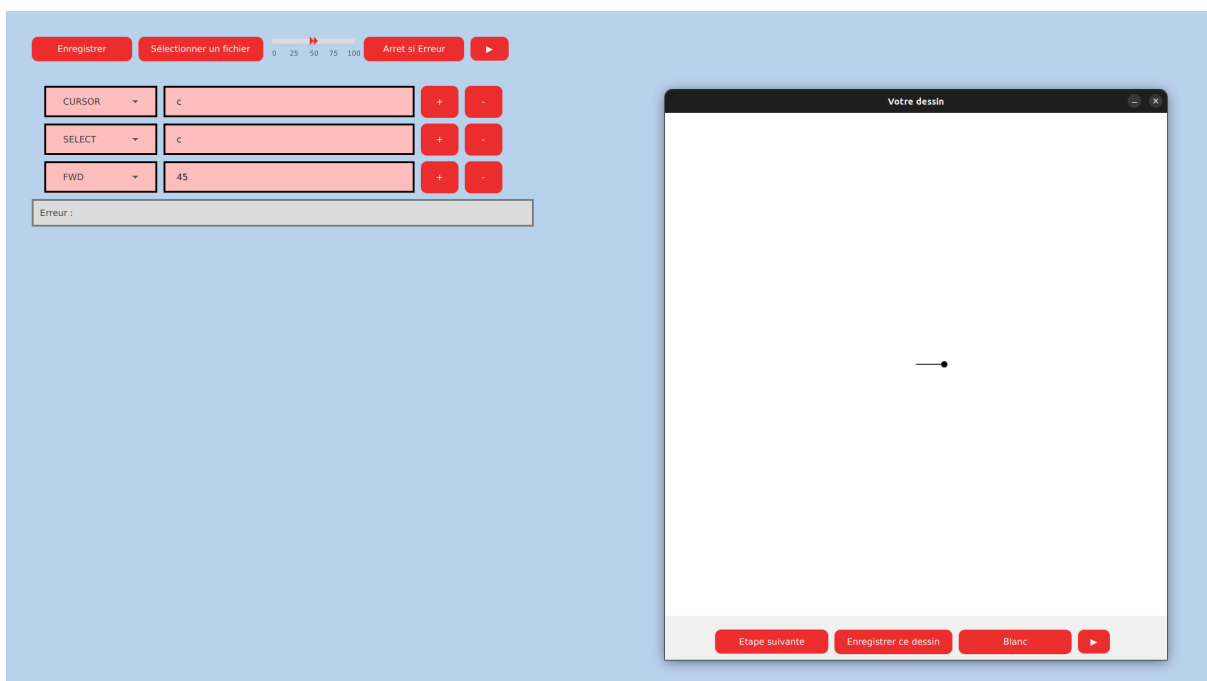 Enregistrer Sélectionner un fichier 0 25 50 75 100 Arret si Erreur
CURSOR c + -
SELECT c + -
FWD 45 + -
Erreur :
Votre dessin
Etape suivante Enregistrer ce dessin Blanc